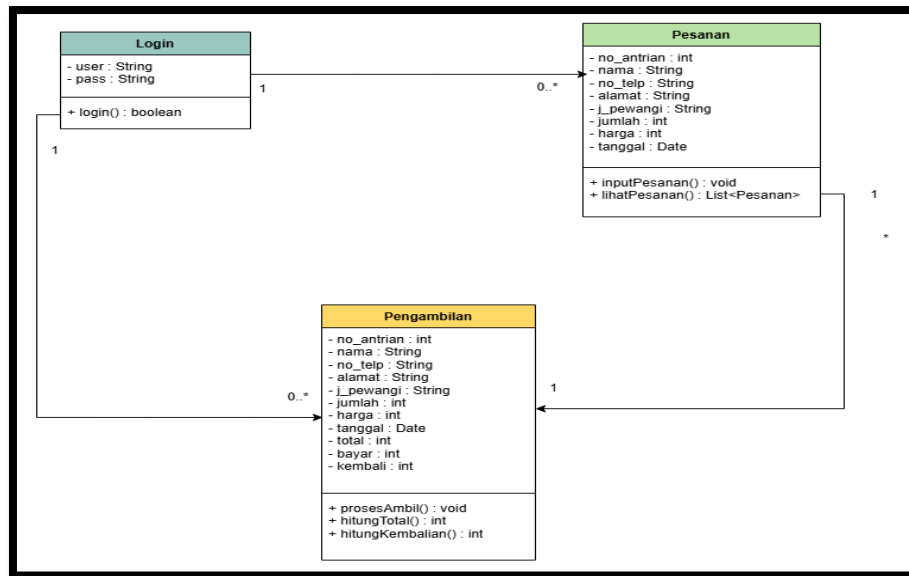 Login
- user : String
- pass : String
+ login() : boolean
1
0..*
Pesanan
- no_antrian : int
- nama : String
- no_telp : String
- alamat : String
- j_pewangi : String
- jumlah : int
- harga : int
- tanggal : Date
+ inputPesanan() : void
+ lihatPesanan() : List<Pesanan>
1
1
*
Pengambilan
- no_antrian : int
- nama : String
- no_telp : String
- alamat : String
- j_pewangi : String
- jumlah : int
- harga : int
- tanggal : Date
- total : int
- bayar : int
- kembali : int
+ prosesAmbil() : void
+ hitungTotal() : int
+ hitungKembalian() : int
0..*
1